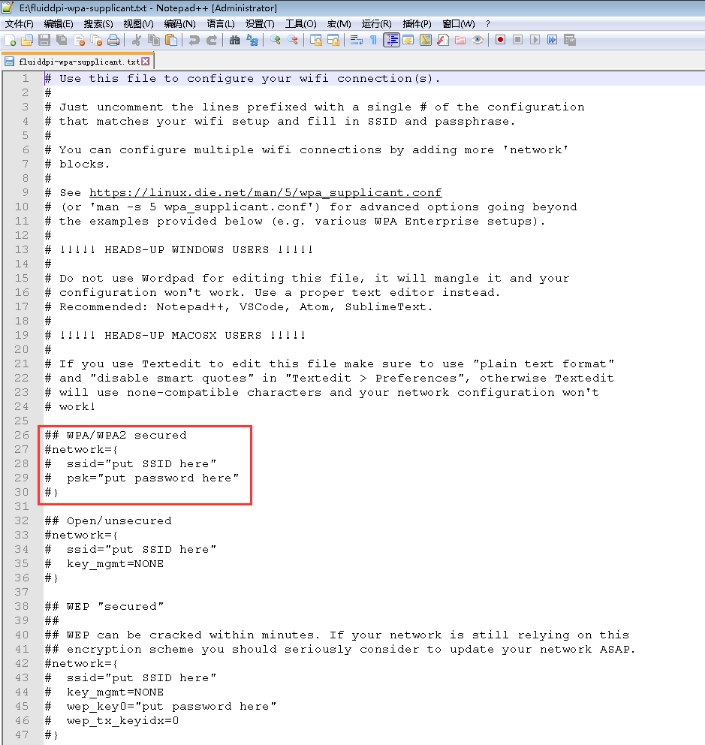 E:\fluiddpi-wpa-supplicant.txt - Notepad++ [Administrator]
文件(F) 编辑(E) 搜索(S) 视图(V) 编码(N) 语言(L) 设置(T) 工具(O) 宏(M) 运行(R) 插件(P) 窗口(W) ?
fluiddpi-wpa-supplicant.txt
1 # Use this file to configure your wifi connection(s).
2 #
3 # Just uncomment the lines prefixed with a single # of the configuration
4 # that matches your wifi setup and fill in SSID and passphrase.
5 #
6 # You can configure multiple wifi connections by adding more 'network'
7 # blocks.
8 #
9 # See https://linux.die.net/man/5/wpa_supplicant.conf
10 # (or 'man -s 5 wpa_supplicant.conf') for advanced options going beyond
11 # the examples provided below (e.g. various WPA Enterprise setups).
12 #
13 # !!!!! HEADS-UP WINDOWS USERS !!!!!
14 #
15 # Do not use Wordpad for editing this file, it will mangle it and your
16 # configuration won't work. Use a proper text editor instead.
17 # Recommended: Notepad++, VSCode, Atom, SublimeText.
18 #
19 # !!!!! HEADS-UP MACOSX USERS !!!!!
20 #
21 # If you use Textedit to edit this file make sure to use "plain text format"
22 # and "disable smart quotes" in "Textedit > Preferences", otherwise Textedit
23 # will use none-compatible characters and your network configuration won't
24 # work!
25
26 ## WPA/WPA2 secured
27 #network={
28 #  ssid="put SSID here"
29 #  psk="put password here"
30 #}
31
32 ## Open/unsecured
33 #network={
34 #  ssid="put SSID here"
35 #  key_mgmt=NONE
36 #}
37
38 ## WEP "secured"
39 ##
40 ## WEP can be cracked within minutes. If your network is still relying on this
41 ## encryption scheme you should seriously consider to update your network ASAP.
42 #network={
43 #  ssid="put SSID here"
44 #  key_mgmt=NONE
45 #  wep_key0="put password here"
46 #  wep_tx_keyidx=0
47 #}